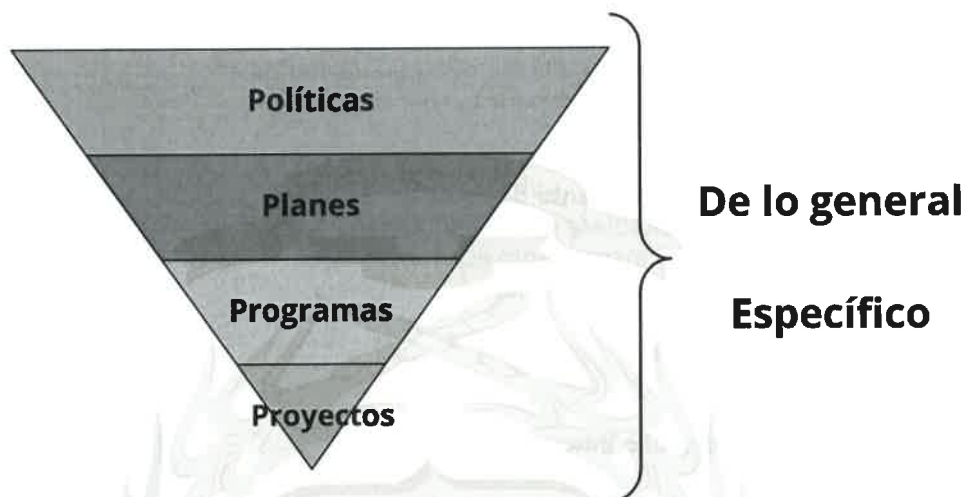 Políticas
Planes
Programas
Proyectos
De lo general
Específico